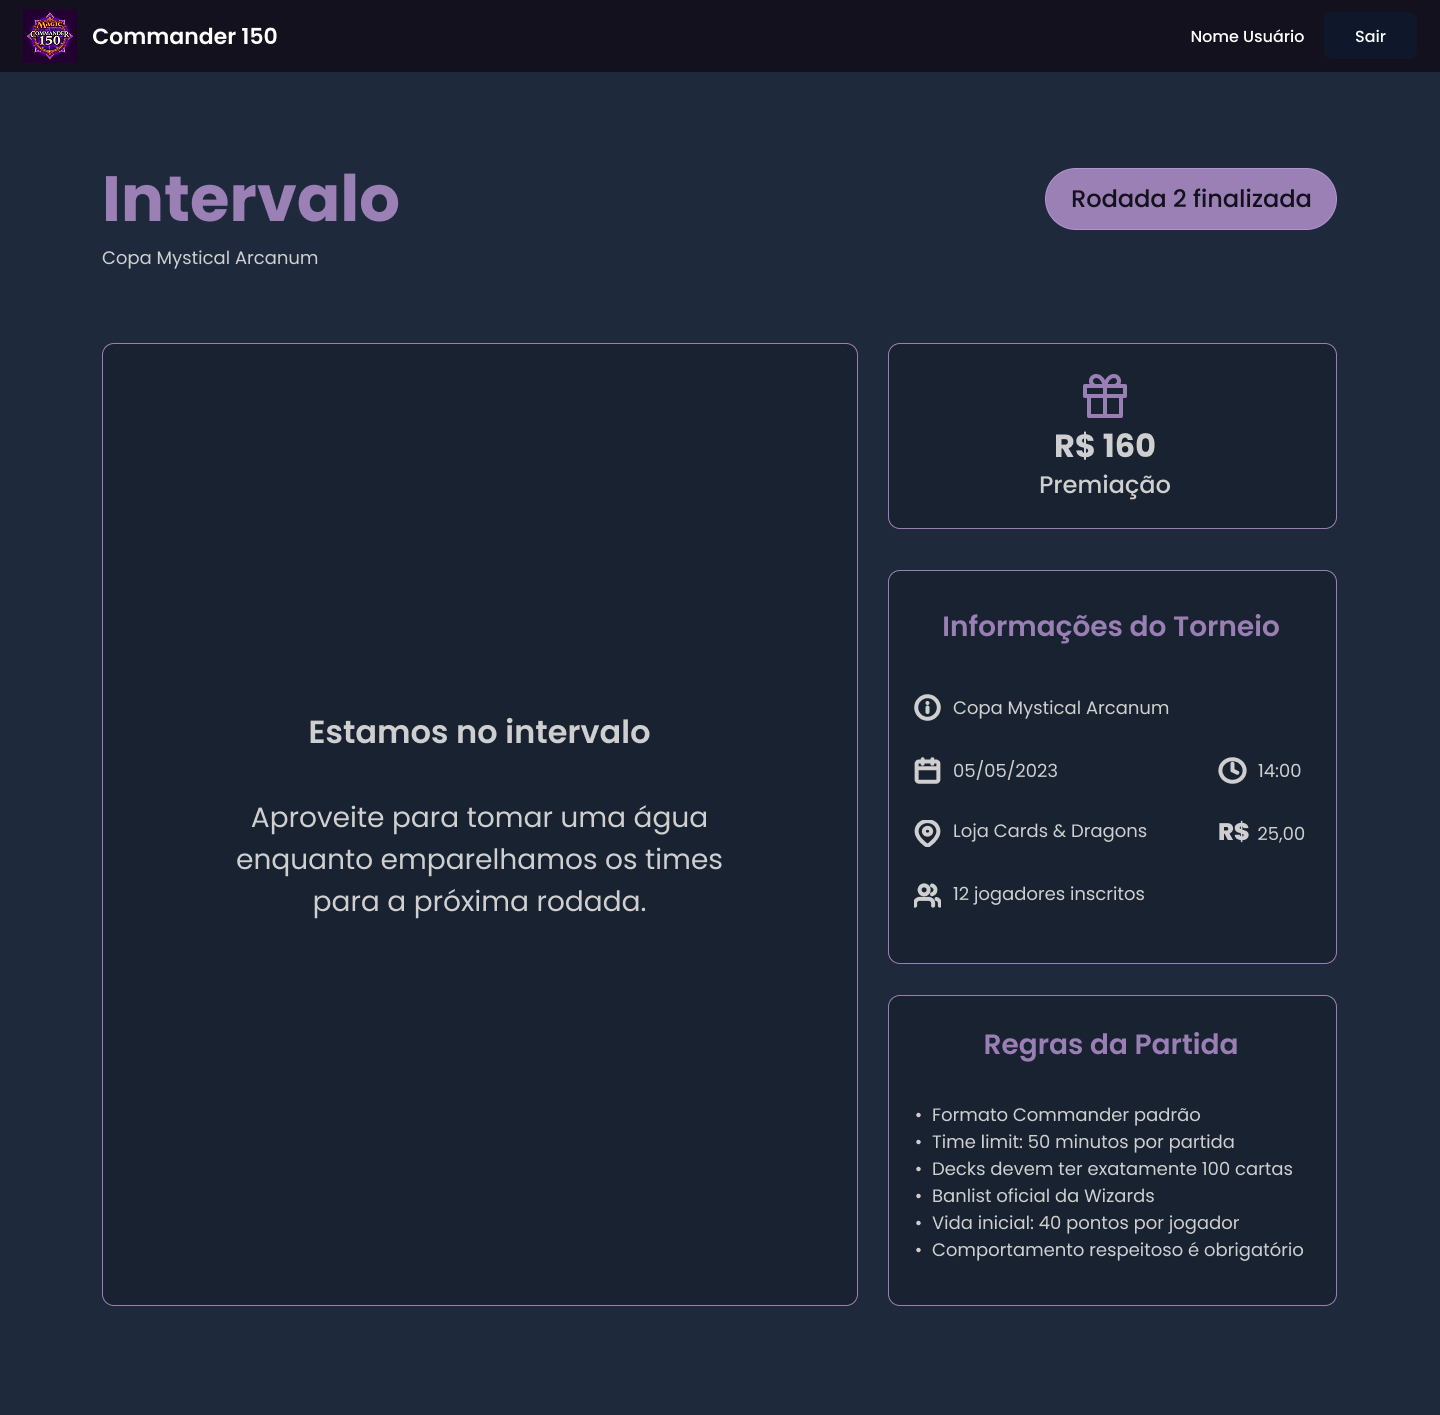 MAGIC
COMMANDER
150
Commander 150
Nome Usuário
Sair
Intervalo
Rodada 2 finalizada
Copa Mystical Arcanum
Estamos no intervalo
Aproveite para tomar uma água
enquanto emparelhamos os times
para a próxima rodada.
R$ 160
Premiação
Informações do Torneio
Copa Mystical Arcanum
05/05/2023
14:00
Loja Cards & Dragons
R$ 25,00
12 jogadores inscritos
Regras da Partida
• Formato Commander padrão
• Time limit: 50 minutos por partida
• Decks devem ter exatamente 100 cartas
• Banlist oficial da Wizards
• Vida inicial: 40 pontos por jogador
• Comportamento respeitoso é obrigatório